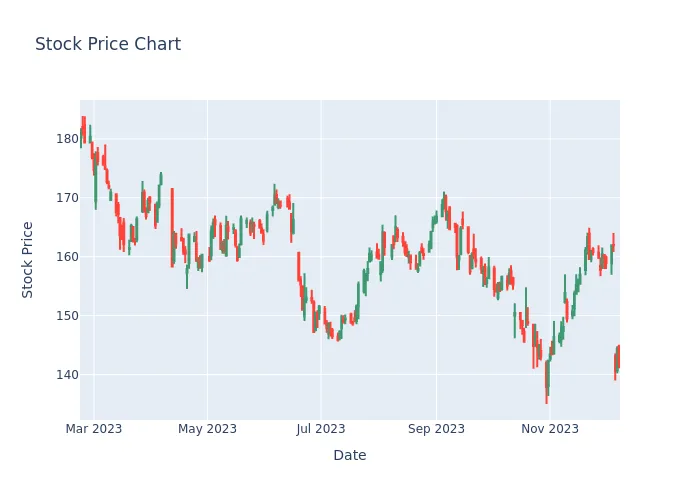 Stock Price Chart
Stock Price
180
170
160
150
140
Mar 2023
May 2023
Jul 2023
Sep 2023
Nov 2023
Date